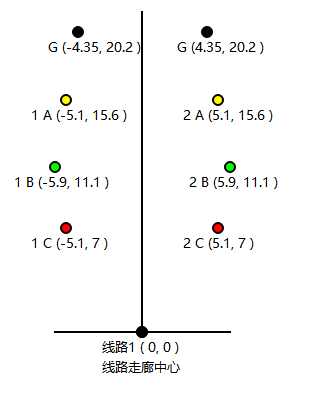 G (-4.35, 20.2 )
G (4.35, 20.2 )
1 A (-5.1, 15.6 )
2 A (5.1, 15.6 )
1 B (-5.9, 11.1 )
2 B (5.9, 11.1 )
1 C (-5.1, 7 )
2 C (5.1, 7 )
线路1 ( 0, 0 )
线路走廊中心